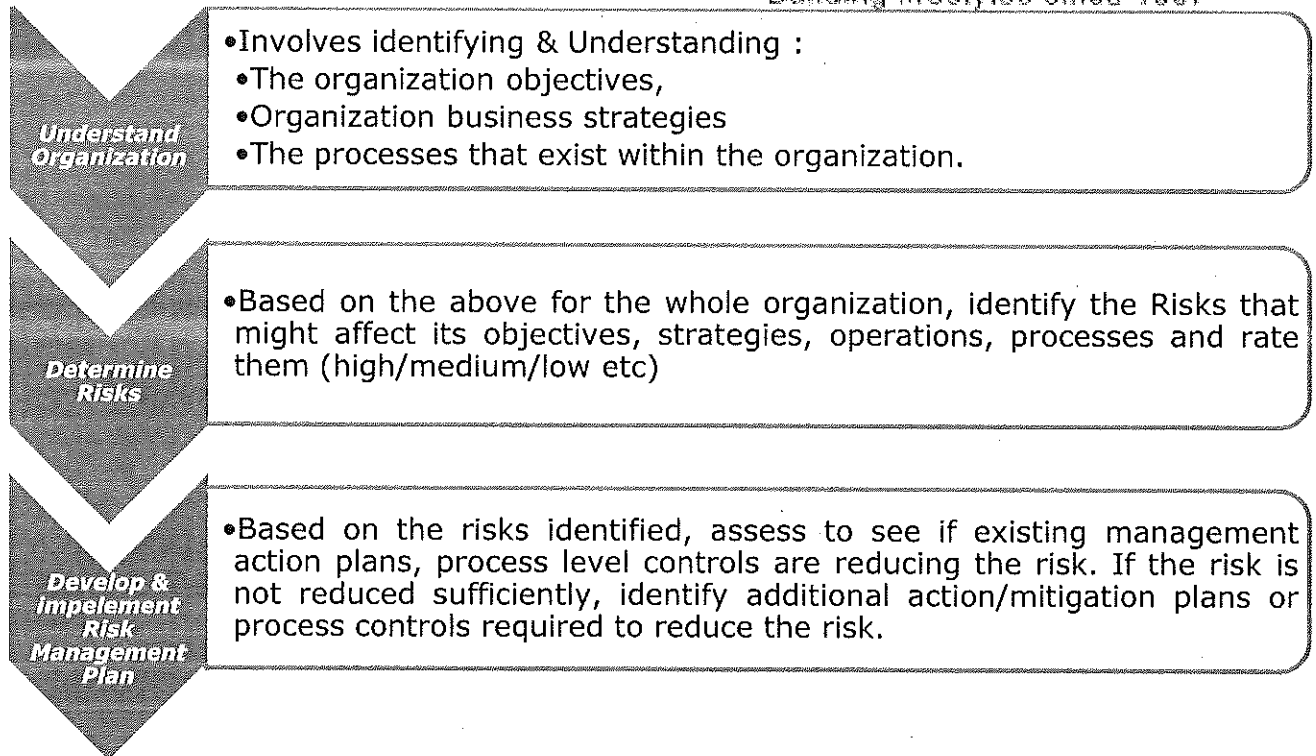 Understand
Organization
•Involves identifying & Understanding :
•The organization objectives,
•Organization business strategies
•The processes that exist within the organization.
Determine
Risks
•Based on the above for the whole organization, identify the Risks that
might affect its objectives, strategies, operations, processes and rate
them (high/medium/low etc)
Develop &
impelement
Risk
Management
Plan
•Based on the risks identified, assess to see if existing management
action plans, process level controls are reducing the risk. If the risk is
not reduced sufficiently, identify additional action/mitigation plans or
process controls required to reduce the risk.